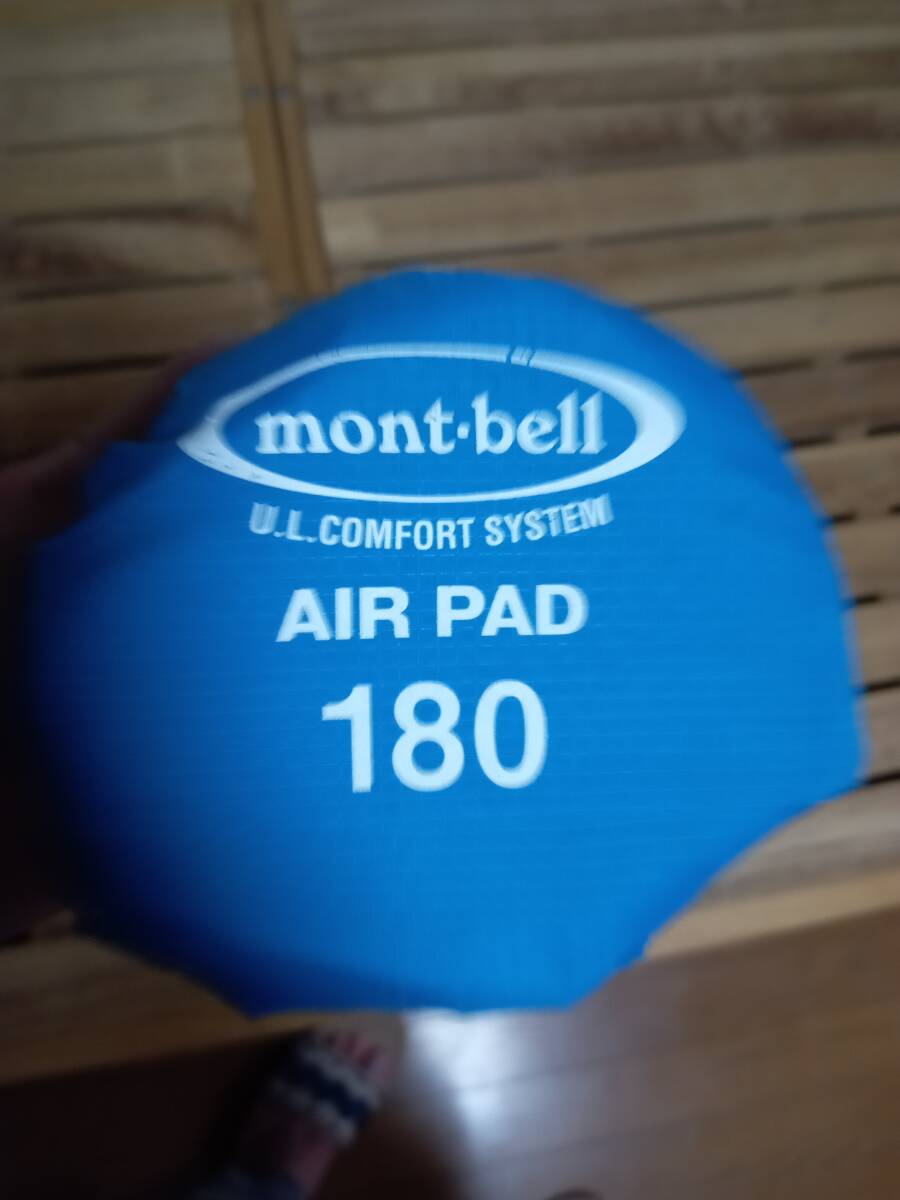 mont·bell
U.L.COMFORT SYSTEM
AIR PAD
180